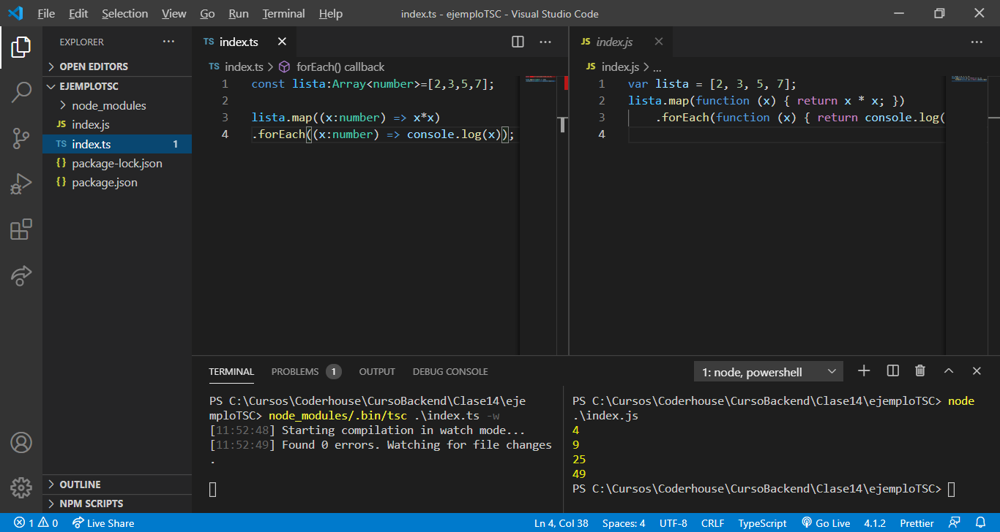 File Edit Selection View Go Run Terminal Help
index.ts - ejemploTSC - Visual Studio Code
EXPLORER
OPEN EDITORS
EJEMPLOTSC
node_modules
JS index.js
TS index.ts 1
{} package-lock.json
{} package.json
OUTLINE
NPM SCRIPTS
TS index.ts
TS index.ts > forEach() callback
1 const lista:Array<number>=[2,3,5,7];
2
3 lista.map((x:number) => x*x)
4 .forEach((x:number) => console.log(x));
JS index.js
JS index.js > ...
1 var lista = [2, 3, 5, 7];
2 lista.map(function (x) { return x * x; })
3 .forEach(function (x) { return console.log(
4
TERMINAL PROBLEMS 1 OUTPUT DEBUG CONSOLE
1: node, powershell
PS C:\Cursos\Coderhouse\CursoBackend\Clase14\eje
mploTSC> node_modules/.bin/tsc .\index.ts -w
[11:52:48] Starting compilation in watch mode...
[11:52:49] Found 0 errors. Watching for file changes
.
PS C:\Cursos\Coderhouse\CursoBackend\Clase14\ejemploTSC> node
.\index.js
4
9
25
49
PS C:\Cursos\Coderhouse\CursoBackend\Clase14\ejemploTSC>
1 0 Live Share
Ln 4, Col 38 Spaces: 4 UTF-8 CRLF TypeScript Go Live 4.1.2 Prettier